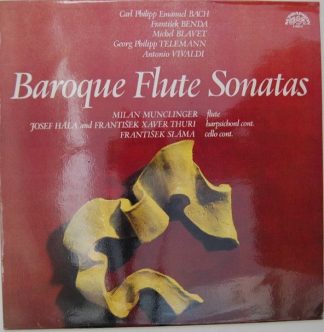 Carl Philipp Emanuel BACH
František BENDA
Michel BLAVET
Georg Philipp TELEMANN
Antonio VIVALDI
Baroque Flute Sonatas
MILAN MUNCLINGER flute
JOSEF HÁLA and FRANTIŠEK XAVER THURI harpsichord cont.
FRANTIŠEK SLÁMA cello cont.